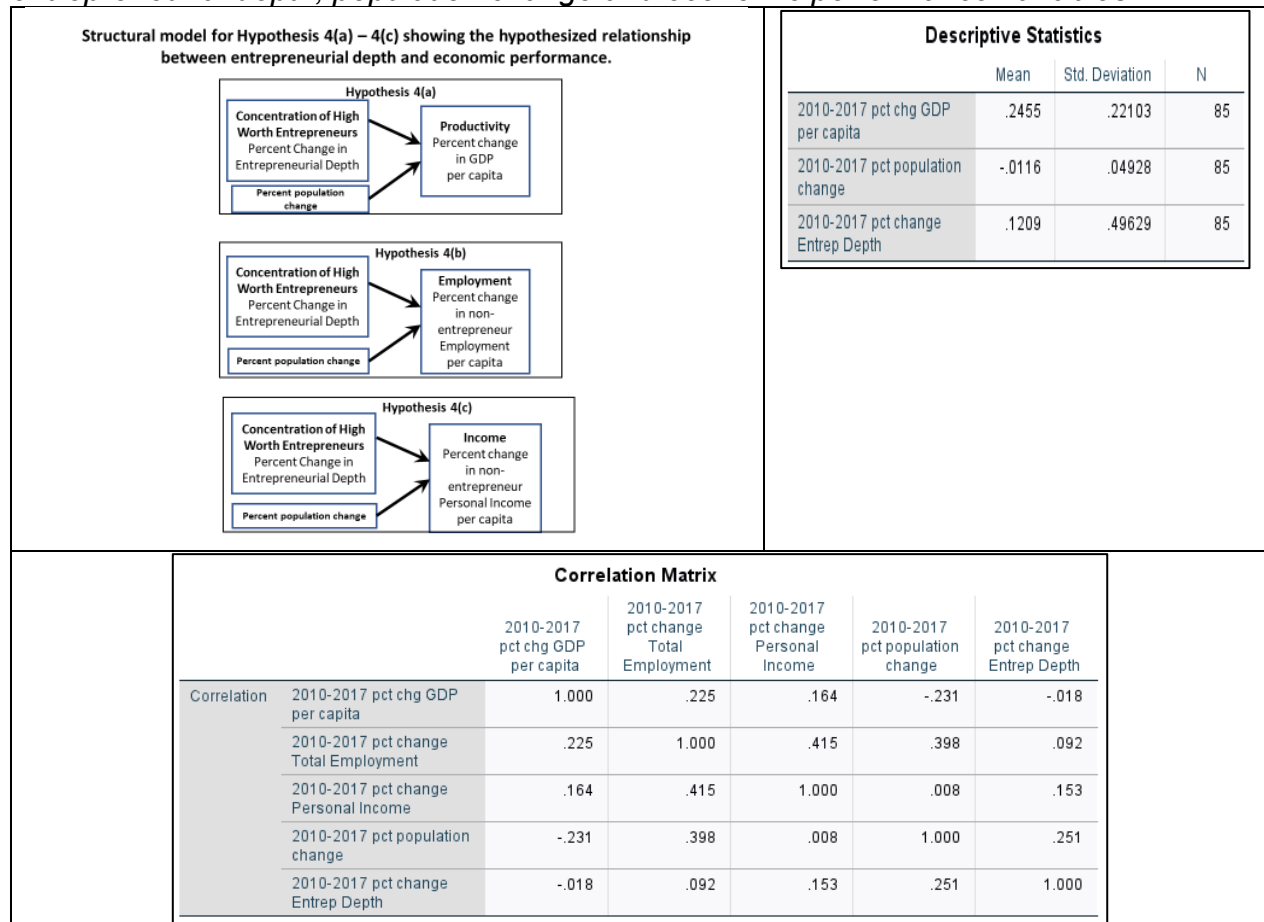 Structural model for Hypothesis 4(a) – 4(c) showing the hypothesized relationship
between entrepreneurial depth and economic performance.
Hypothesis 4(a)
Concentration of High
Worth Entrepreneurs
Percent Change in
Entrepreneurial Depth
Percent population
change
Productivity
Percent change
in GDP
per capita
Hypothesis 4(b)
Concentration of High
Worth Entrepreneurs
Percent Change in
Entrepreneurial Depth
Percent population change
Employment
Percent change
in non-
entrepreneur
Employment
per capita
Hypothesis 4(c)
Concentration of High
Worth Entrepreneurs
Percent Change in
Entrepreneurial Depth
Percent population change
Income
Percent change
in non-
entrepreneur
Personal Income
per capita
Descriptive Statistics
Mean Std. Deviation N
2010-2017 pct chg GDP
per capita .2455 .22103 85
2010-2017 pct population
change -.0116 .04928 85
2010-2017 pct change
Entrep Depth .1209 .49629 85
Correlation Matrix
2010-2017
pct chg GDP
per capita
2010-2017
pct change
Total
Employment
2010-2017
pct change
Personal
Income
2010-2017
pct population
change
2010-2017
pct change
Entrep Depth
Correlation 2010-2017 pct chg GDP
per capita 1.000 .225 .164 -.231 -.018
2010-2017 pct change
Total Employment .225 1.000 .415 .398 .092
2010-2017 pct change
Personal Income .164 .415 1.000 .008 .153
2010-2017 pct population
change -.231 .398 .008 1.000 .251
2010-2017 pct change
Entrep Depth -.018 .092 .153 .251 1.000